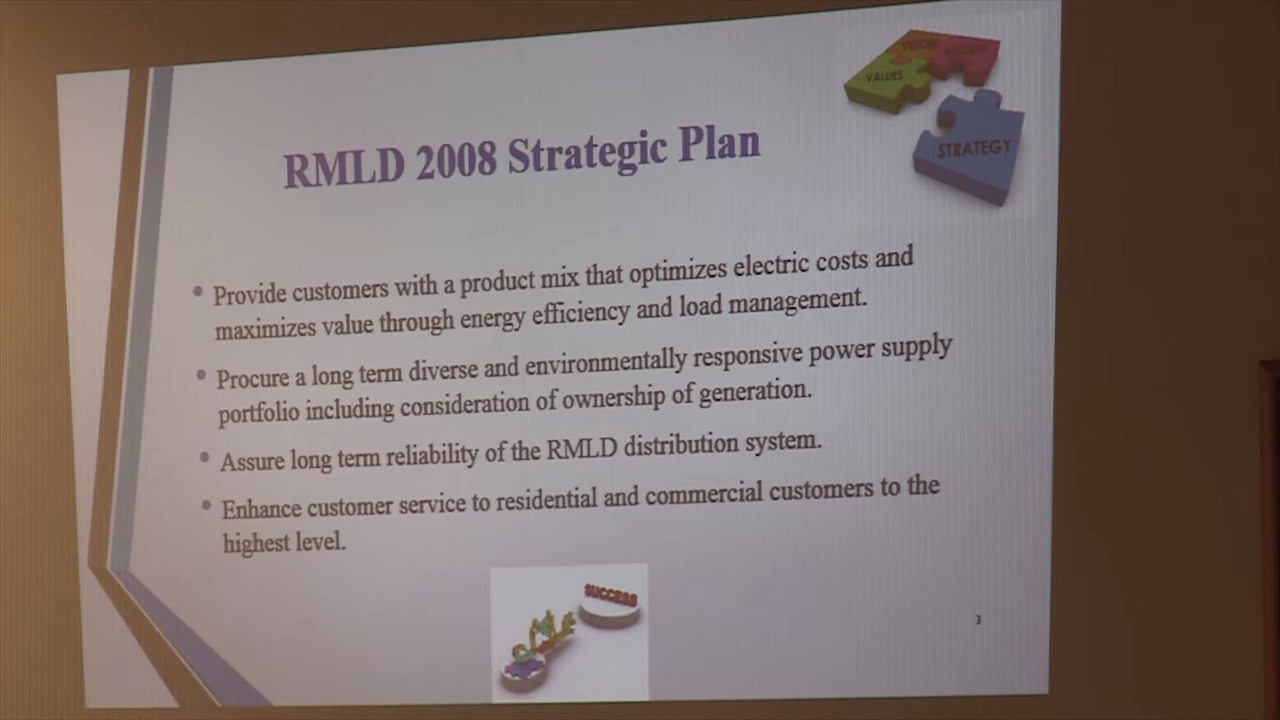 VISION
VALUES
STRATEGY
RMLD 2008 Strategic Plan
• Provide customers with a product mix that optimizes electric costs and
maximizes value through energy efficiency and load management.
• Procure a long term diverse and environmentally responsive power supply
portfolio including consideration of ownership of generation.
• Assure long term reliability of the RMLD distribution system.
• Enhance customer service to residential and commercial customers to the
highest level.
SUCCESS
3